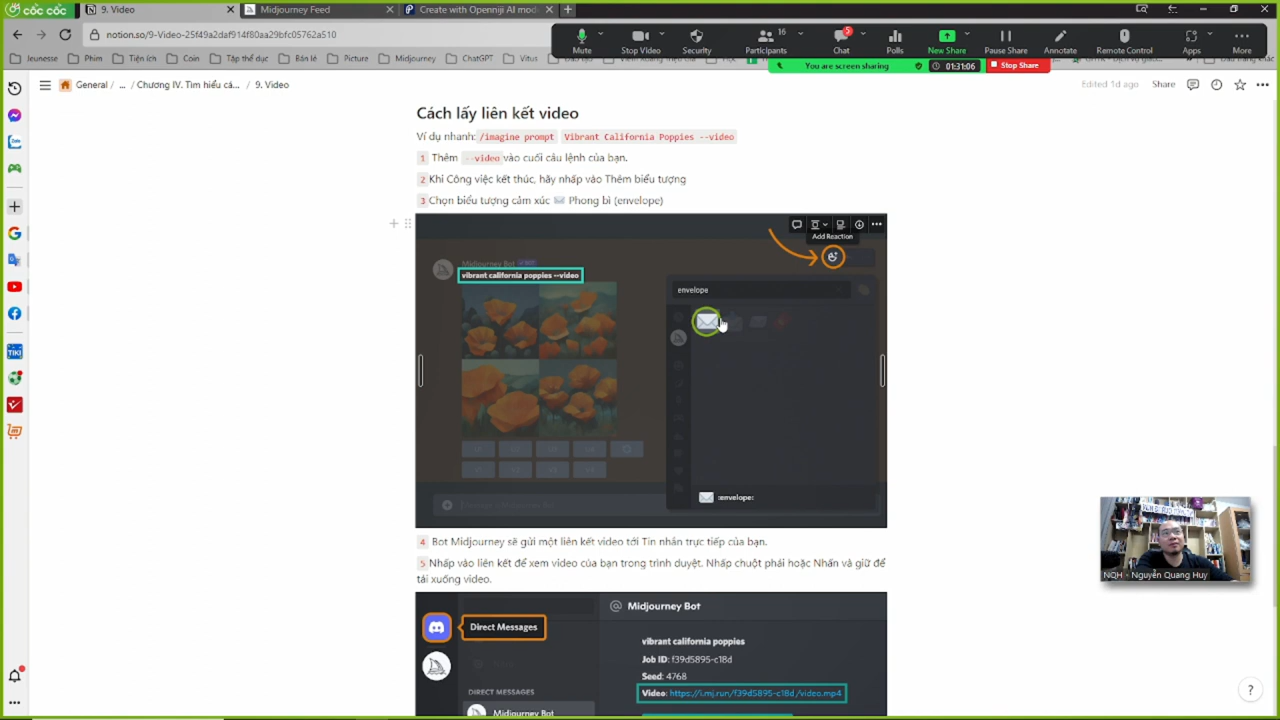 cốc cốc
9. Video
Midjourney Feed
Create with Openniji AI mod
notion.so/9-Video-25f49a2daf914f80aa29bfc05762a510
Mute
Stop Video
Security
16
Participants
5
Chat
Polls
New Share
Pause Share
Annotate
Remote Control
Apps
More
Jeunesse
Phim
Tiện ích
Coin
Tập thể dục
Bán lẻ
Picture
Midjourney
ChatGPT
Vitus
You are screen sharing
01:31:06
Stop Share
General / ... / Chương IV. Tìm hiểu cá... / 9. Video
Edited 1d ago
Share
Cách lấy liên kết video
Ví dụ nhanh: /imagine prompt Vibrant California Poppies --video
1 Thêm --video vào cuối câu lệnh của bạn.
2 Khi Công việc kết thúc, hãy nhấp vào Thêm biểu tượng
3 Chọn biểu tượng cảm xúc Phong bì (envelope)
Add Reaction
Midjourney Bot
vibrant california poppies --video
envelope
:envelope:
4 Bot Midjourney sẽ gửi một liên kết video tới Tin nhắn trực tiếp của bạn.
5 Nhấp vào liên kết để xem video của bạn trong trình duyệt. Nhấp chuột phải hoặc Nhấn và giữ để
tải xuống video.
NQH - Nguyễn Quang Huy
Direct Messages
@ Midjourney Bot
vibrant california poppies
Job ID: f39d5895-c18d
Seed: 4768
Video: https://i.mj.run/f39d5895-c18d/video.mp4
DIRECT MESSAGES
Midjourney Bot
Zalo
TIKI
?